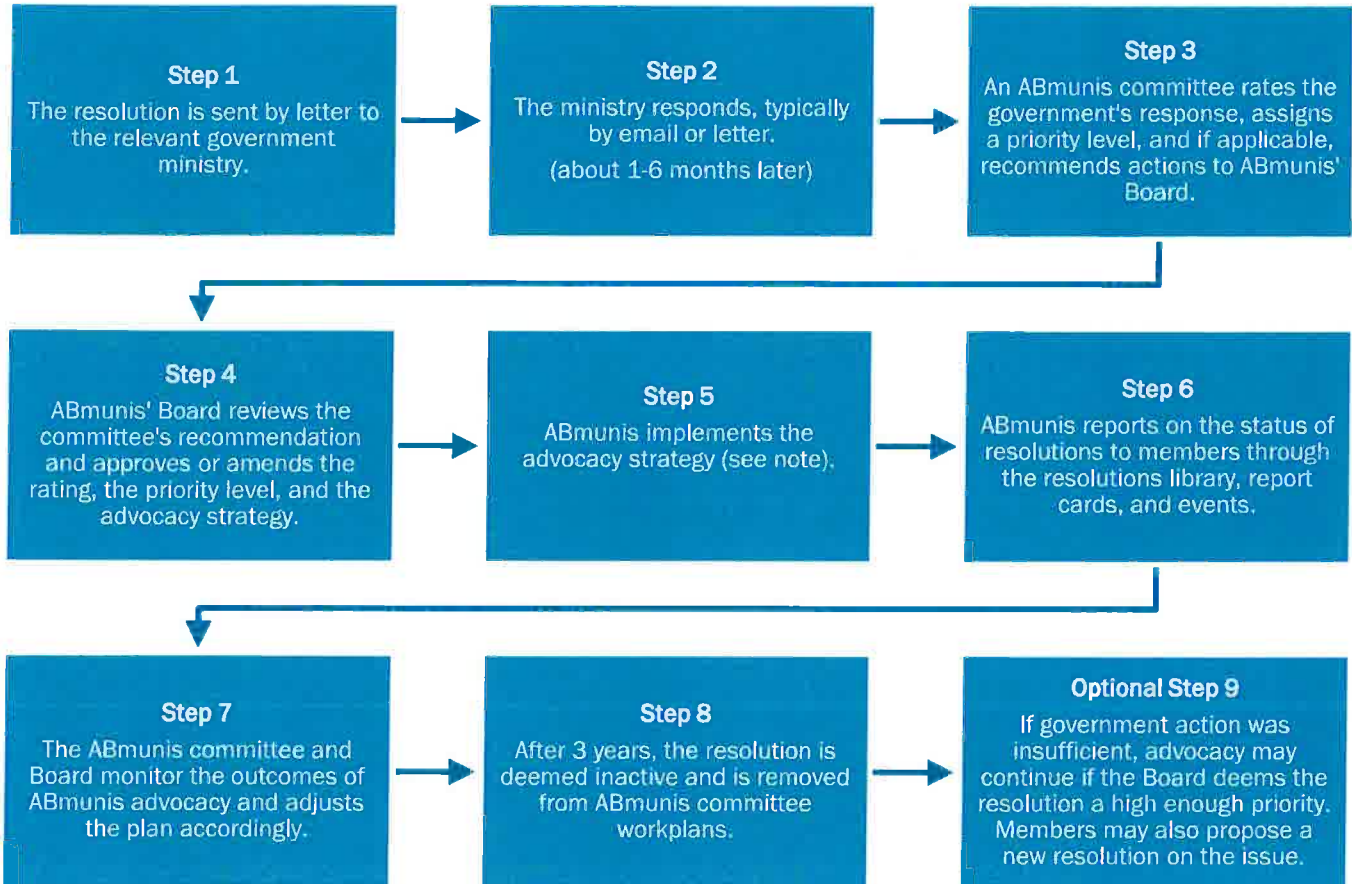 Step 1
The resolution is sent by letter to
the relevant government
ministry.
Step 2
The ministry responds, typically
by email or letter.
(about 1-6 months later)
Step 3
An ABmunis committee rates the
government's response, assigns
a priority level, and if applicable,
recommends actions to ABmunis'
Board.
Step 4
ABmunis' Board reviews the
committee's recommendation
and approves or amends the
rating, the priority level, and the
advocacy strategy.
Step 5
ABmunis implements the
advocacy strategy (see note).
Step 6
ABmunis reports on the status of
resolutions to members through
the resolutions library, report
cards, and events.
Step 7
The ABmunis committee and
Board monitor the outcomes of
ABmunis advocacy and adjusts
the plan accordingly.
Step 8
After 3 years, the resolution is
deemed inactive and is removed
from ABmunis committee
workplans.
Optional Step 9
If government action was
insufficient, advocacy may
continue if the Board deems the
resolution a high enough priority.
Members may also propose a
new resolution on the issue.